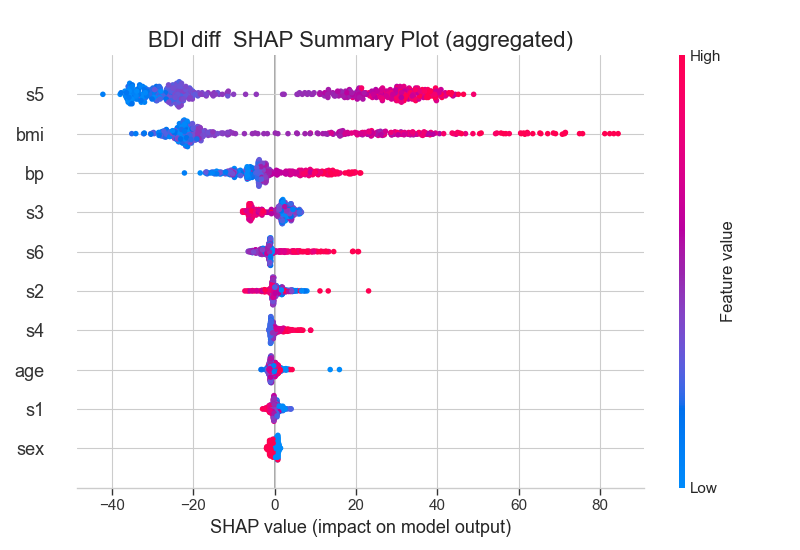 BDI diff  SHAP Summary Plot (aggregated)
High
s5
bmi
bp
s3
s6
s2
s4
age
s1
sex
Feature value
Low
−40 −20 0 20 40 60 80
SHAP value (impact on model output)